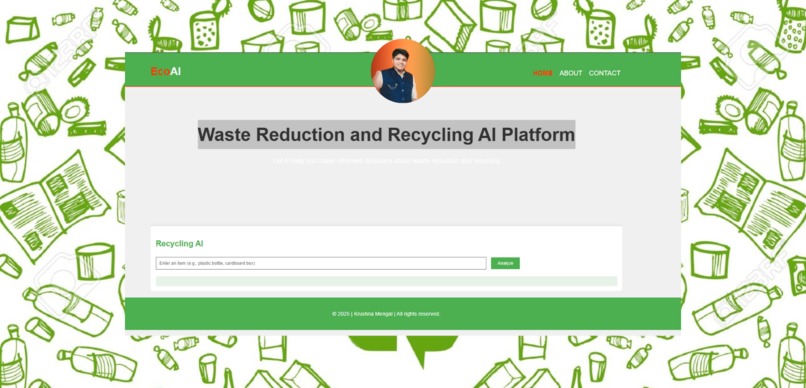 EcoAI
HOME ABOUT CONTACT
Waste Reduction and Recycling AI Platform
Recycling AI
Enter an item (e.g., plastic bottle, cardboard box)
Analyze
© 2025 | Krushna Mengal | All rights reserved.